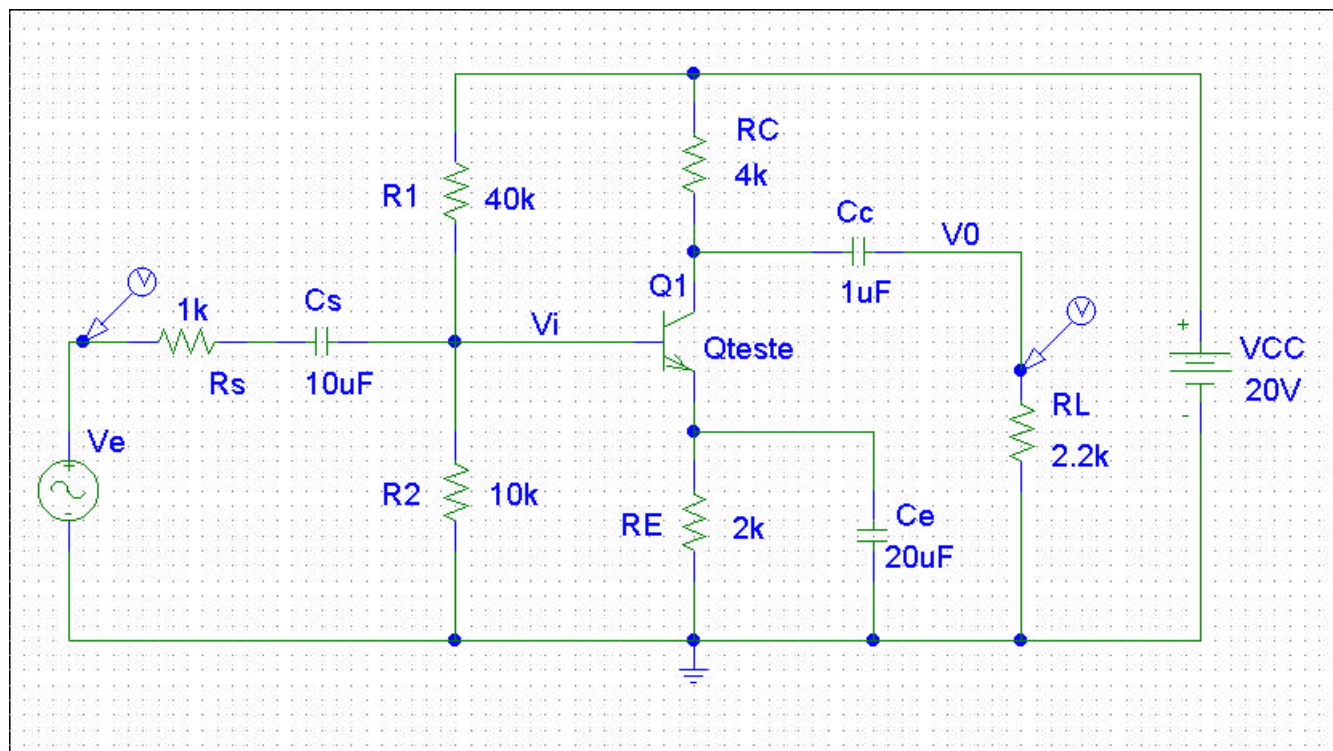 RC
4k
R1
40k
Cc
V0
1uF
Q1
V
1k
Cs
Vi
Qteste
V
+
VCC
20V
-
Rs
10uF
RL
2.2k
Ve
+
-
R2
10k
RE
2k
Ce
20uF